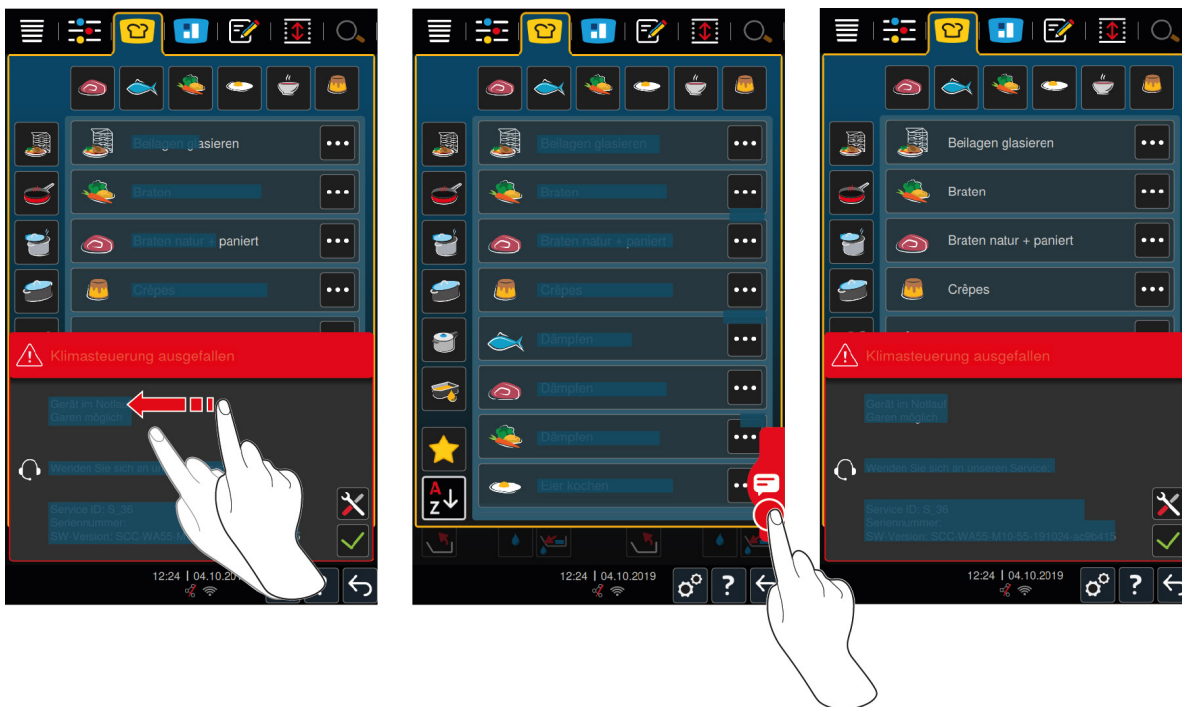 Beilagen glasieren
Braten
Braten natur + paniert
Crêpes
Klimasteuerung ausgefallen
Gerät im Notlauf
Garen möglich
Wenden Sie sich an
Service ID: S_36
Seriennummer:
SW-Version: SCC-WA55-
12:24 | 04.10.20
Beilagen glasieren
Braten
Braten natur + paniert
Crêpes
Dämpfen
Dämpfen
Dämpfen
Eier kochen
A
Z
12:24 | 04.10.2019
?
Beilagen glasieren
Braten
Braten natur + paniert
Crêpes
Klimasteuerung ausgefallen
Gerät im Notlauf
Garen möglich
Wenden Sie sich an unseren Service:
Service ID: S_36
Seriennummer:
SW-Version: SCC-WA55-M10.55-191024-ac9b415
12:24 | 04.10.2019
?